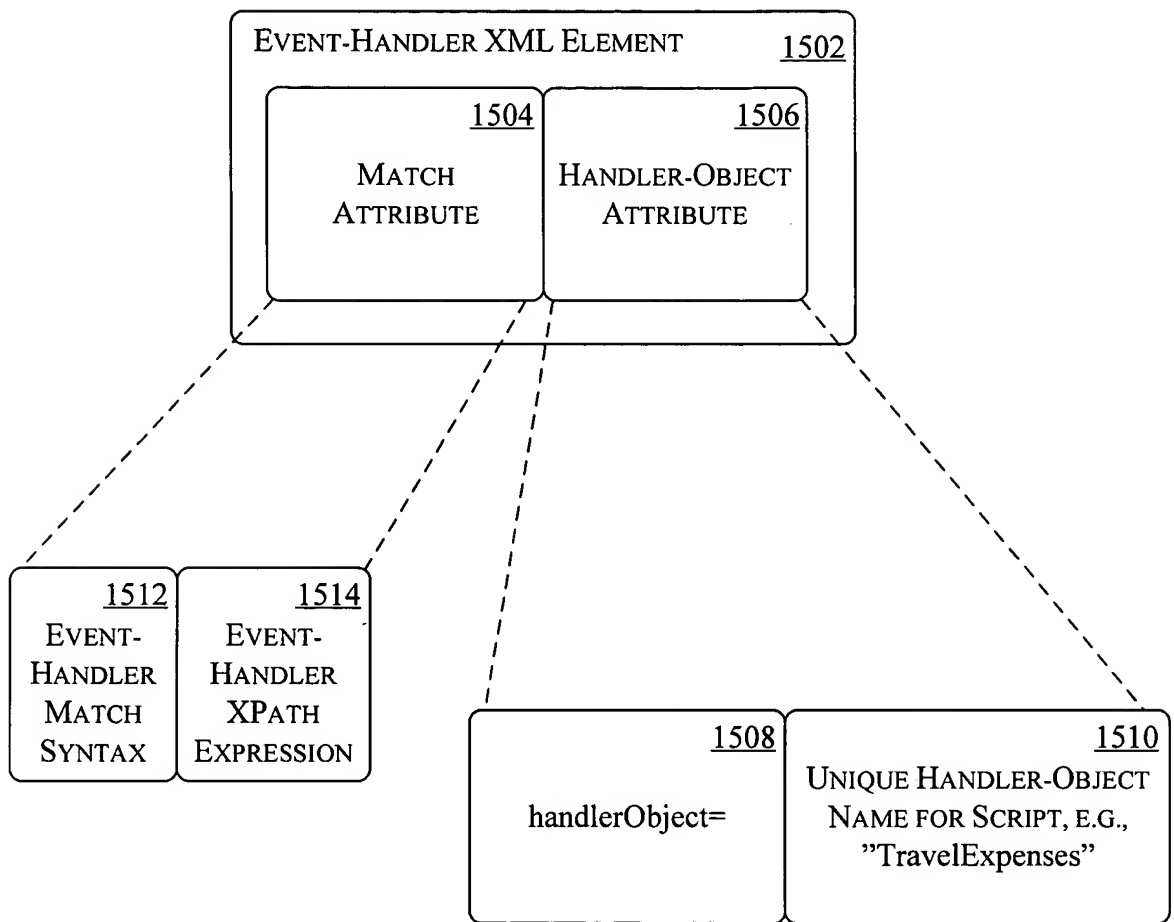 EVENT-HANDLER XML ELEMENT
1502
1504
MATCH
ATTRIBUTE
1506
HANDLER-OBJECT
ATTRIBUTE
1512
EVENT-
HANDLER
MATCH
SYNTAX
1514
EVENT-
HANDLER
XPATH
EXPRESSION
1508
handlerObject=
1510
UNIQUE HANDLER-OBJECT
NAME FOR SCRIPT, E.G.,
”TravelExpenses”